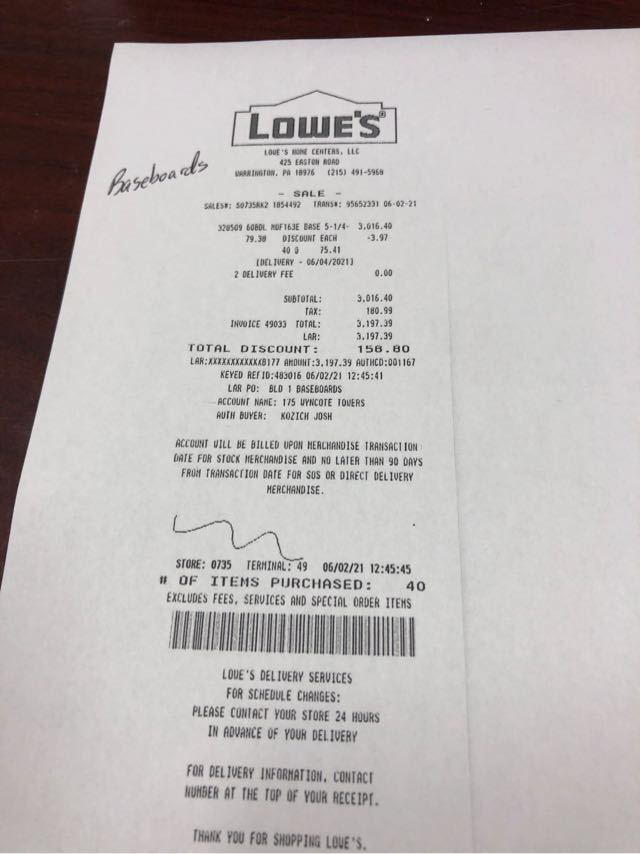 LOWE'S®
LOWE'S HOME CENTERS, LLC
425 EASTON ROAD
WARRINGTON, PA 18976 (215) 491-5968
Baseboards
- SALE -
SALES#: S0735RK2 1854492 TRANS#: 95652331 06-02-21
328509 60BDL MDF163E BASE 5-1/4- 3,016.40
79.38 DISCOUNT EACH -3.97
40 @ 75.41
[DELIVERY - 06/04/2021]
2 DELIVERY FEE 0.00
SUBTOTAL: 3,016.40
TAX: 180.99
INVOICE 49033 TOTAL: 3,197.39
LAR: 3,197.39
TOTAL DISCOUNT: 158.80
LAR:XXXXXXXXXXXX8177 AMOUNT:3,197.39 AUTHCD:001167
KEYED REFID:483016 06/02/21 12:45:41
LAR PO: BLD 1 BASEBOARDS
ACCOUNT NAME: 175 WYNCOTE TOWERS
AUTH BUYER: KOZICH JOSH
ACCOUNT WILL BE BILLED UPON MERCHANDISE TRANSACTION
DATE FOR STOCK MERCHANDISE AND NO LATER THAN 90 DAYS
FROM TRANSACTION DATE FOR SOS OR DIRECT DELIVERY
MERCHANDISE.
STORE: 0735 TERMINAL: 49 06/02/21 12:45:45
# OF ITEMS PURCHASED: 40
EXCLUDES FEES, SERVICES AND SPECIAL ORDER ITEMS
LOWE'S DELIVERY SERVICES
FOR SCHEDULE CHANGES:
PLEASE CONTACT YOUR STORE 24 HOURS
IN ADVANCE OF YOUR DELIVERY
FOR DELIVERY INFORMATION, CONTACT
NUMBER AT THE TOP OF YOUR RECEIPT.
THANK YOU FOR SHOPPING LOWE'S.